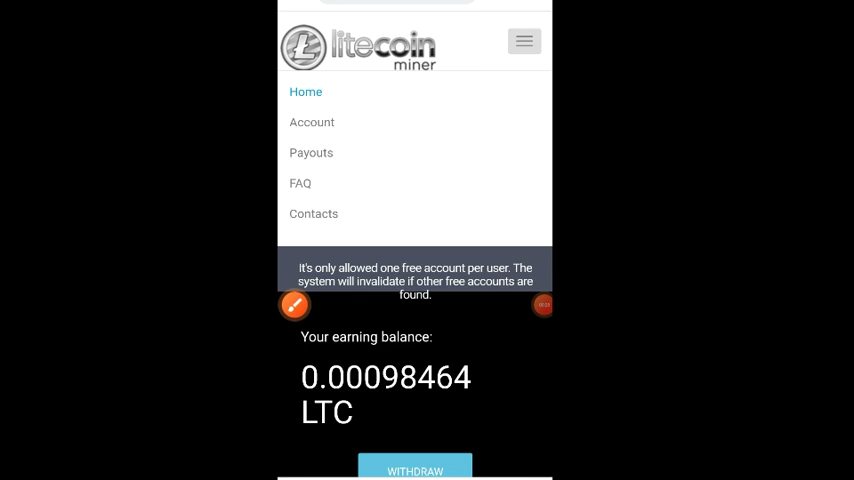 litecoin
miner
Home
Account
Payouts
FAQ
Contacts
It's only allowed one free account per user. The
system will invalidate if other free accounts are
found.
Your earning balance:
0.00098464
LTC
WITHDRAW